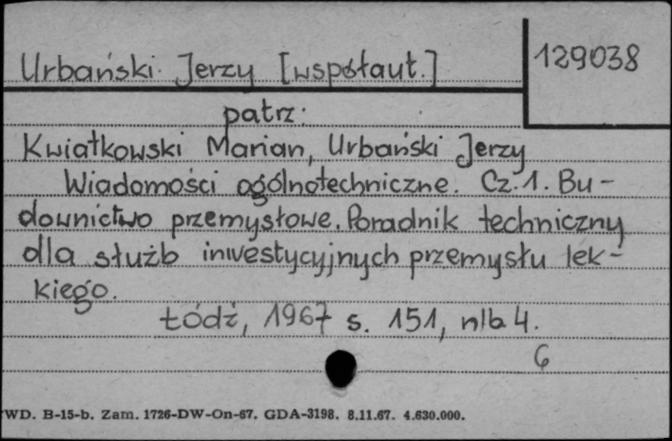 Urbański Jerzy [współaut.]
129038
patrz:
Kwiatkowski Marian, Urbański Jerzy
Wiadomości ogólnotechniczne. Cz. 1. Bu-
downictwo przemysłowe. Poradnik techniczny
dla służb inwestycyjnych przemysłu lek-
kiego.
Łódź, 1967 s. 151, nlb 4.
6
WD. B-15-b. Zam. 1726-DW-On-67. GDA-3198. 8.11.67. 4.630.000.